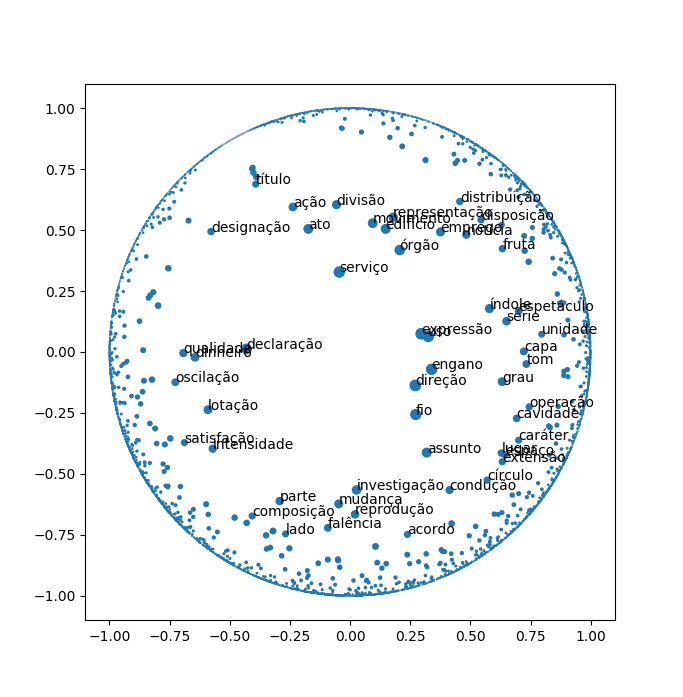 1.00
0.75
0.50
0.25
0.00
−0.25
−0.50
−0.75
−1.00
título
ação
divisão
distribuição
representação
disposição
movimento
designação
ato
edifício
emprego
notícia
órgão
fruta
serviço
índole
espetáculo
série
expressão
uso
unidade
qualidade
declaração
dinheiro
capa
tom
engano
oscilação
direção
grau
lotação
fio
operação
cavidade
satisfação
intensidade
assunto
caráter
lugar
espaço
extensão
círculo
investigação
condução
parte
mudança
composição
reprodução
lado
falência
acordo
−1.00 −0.75 −0.50 −0.25 0.00 0.25 0.50 0.75 1.00